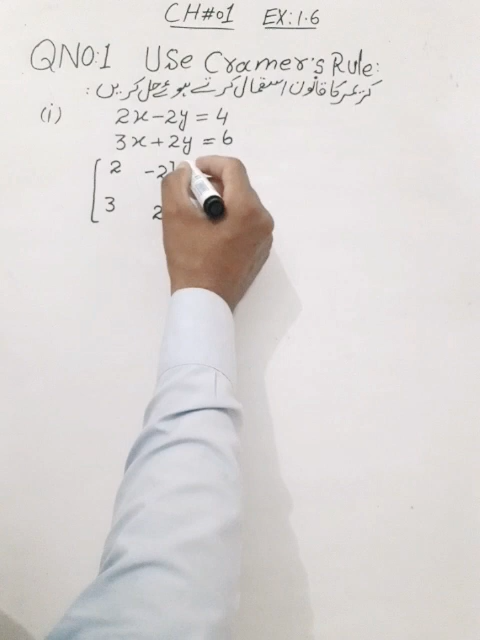 CH#01 EX:1.6
QNO:1 USe Cramer's Rule:
کریمر کا قانون استعمال کرتے ہوئے حل کریں:
(i) 2x-2y=4
3x+2y=6
[2 -2]
3 2